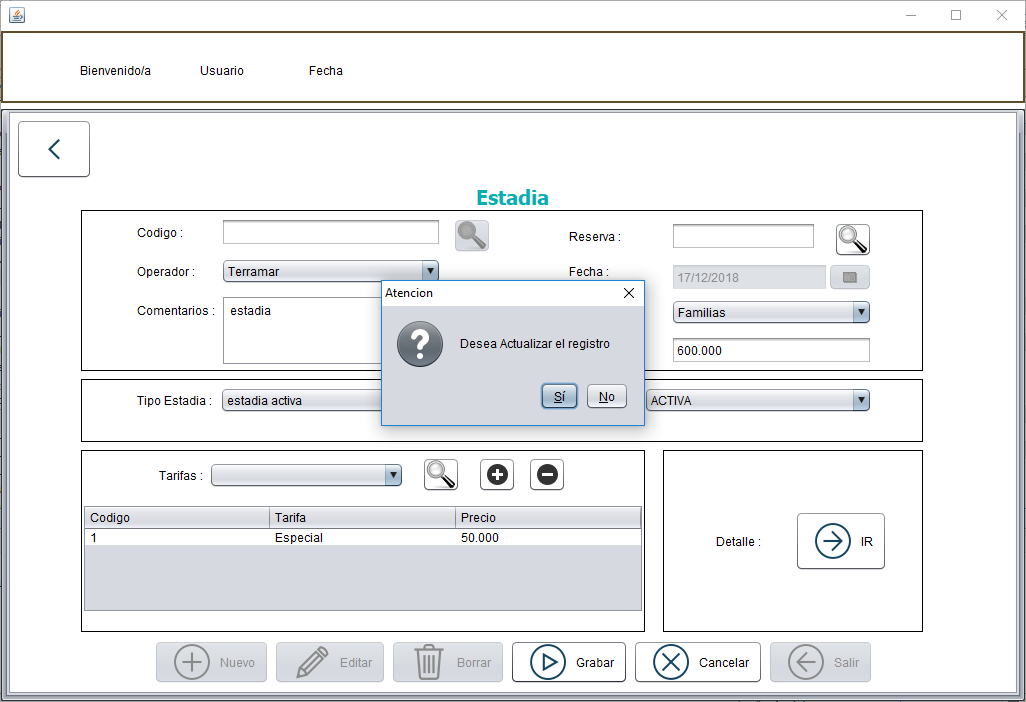 Bienvenido/a Usuario Fecha
Estadia
Codigo :
Reserva :
Operador : Terramar
Fecha : 17/12/2018
Comentarios : estadia
Familias
600.000
Atencion
Desea Actualizar el registro
Sí No
Tipo Estadia : estadia activa
ACTIVA
Tarifas :
Codigo Tarifa Precio
1 Especial 50.000
Detalle : IR
Nuevo Editar Borrar Grabar Cancelar Salir